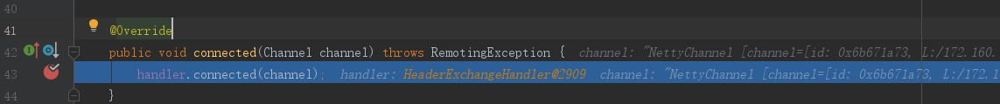 40
41 @Override
42 public void connected(Channel channel) throws RemotingException { channel: "NettyChannel [channel=[id: 0x6b671a73, L:/172.160.
43 handler.connected(channel); handler: HeaderExchangeHandler@2909 channel: "NettyChannel [channel=[id: 0x6b671a73, L:/172.1
44 }